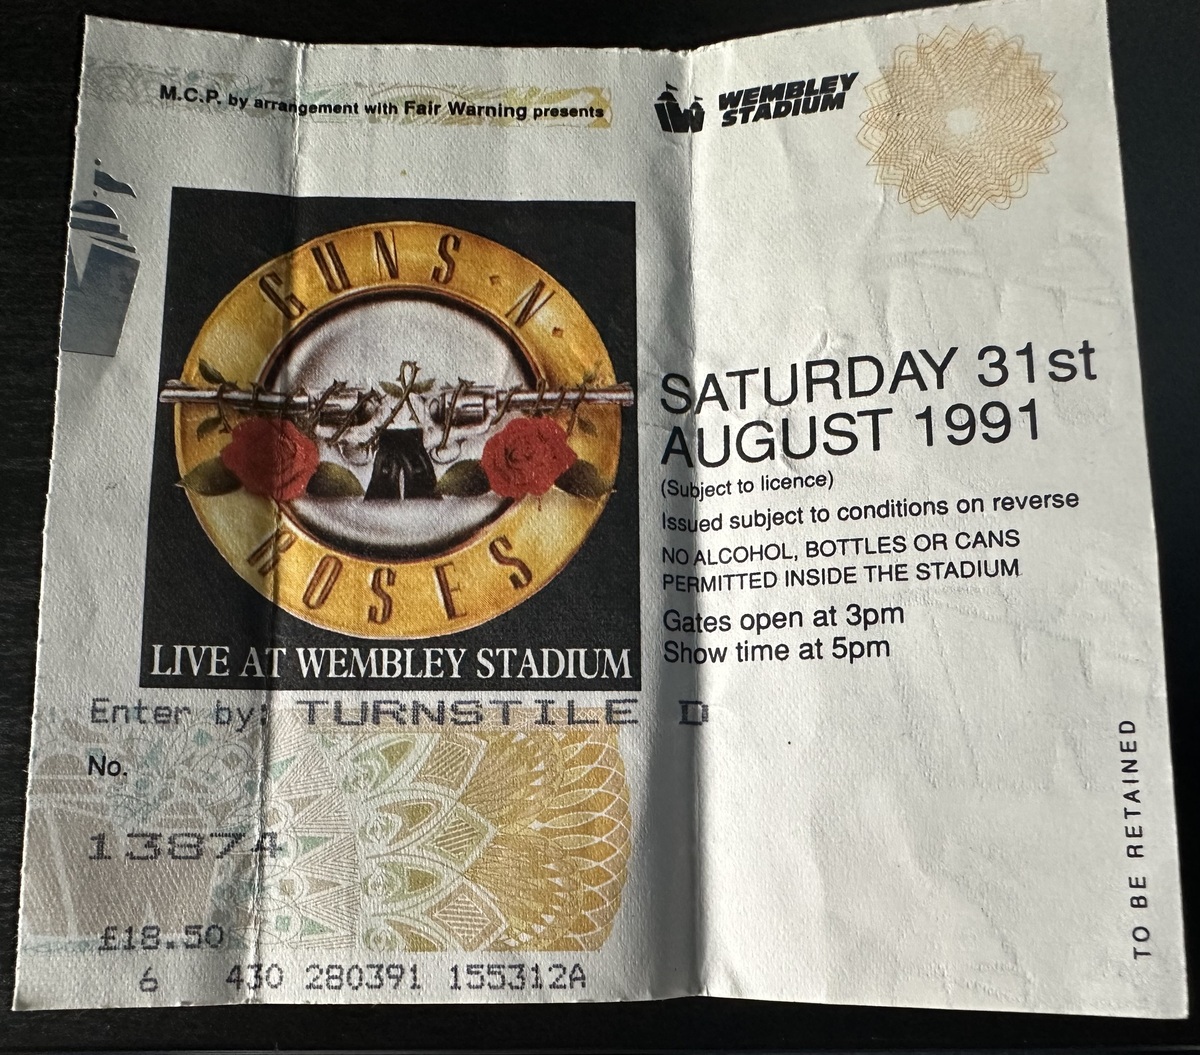 M.C.P. by arrangement with Fair Warning presents
WEMBLEY
STADIUM
GUNS N
ROSES
LIVE AT WEMBLEY STADIUM
SATURDAY 31st
AUGUST 1991
(Subject to licence)
Issued subject to conditions on reverse
NO ALCOHOL, BOTTLES OR CANS
PERMITTED INSIDE THE STADIUM
Gates open at 3pm
Show time at 5pm
Enter by: TURNSTILE D
No.
13874
£18.50
6 430 280391 155312A
TO BE RETAINED